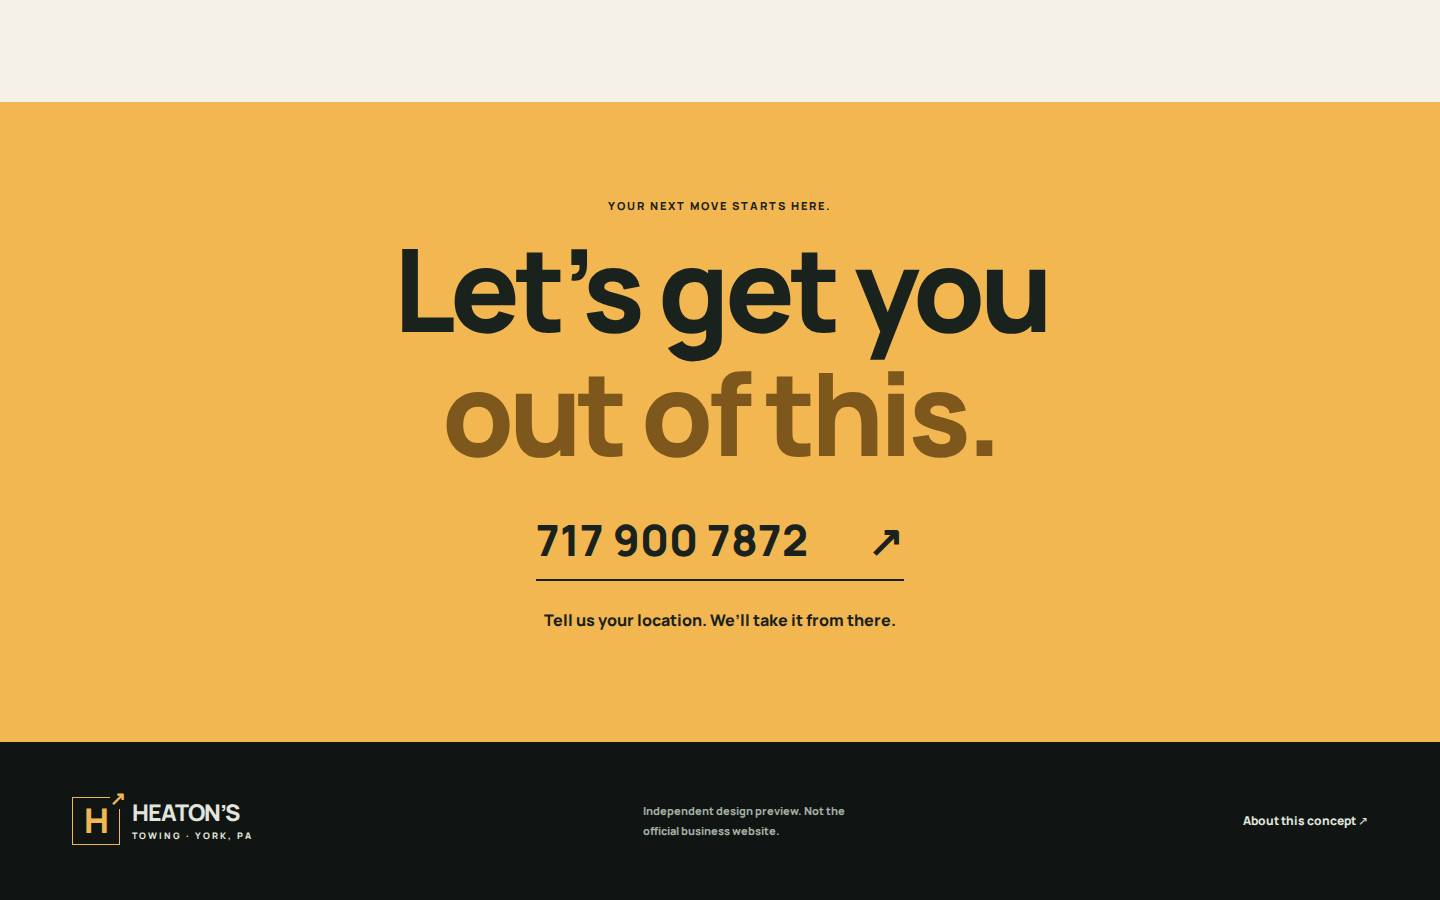 YOUR NEXT MOVE STARTS HERE.
Let’s get you
out of this.
717 900 7872 ↗
Tell us your location. We’ll take it from there.
H↗
HEATON’S
TOWING · YORK, PA
Independent design preview. Not the
official business website.
About this concept ↗